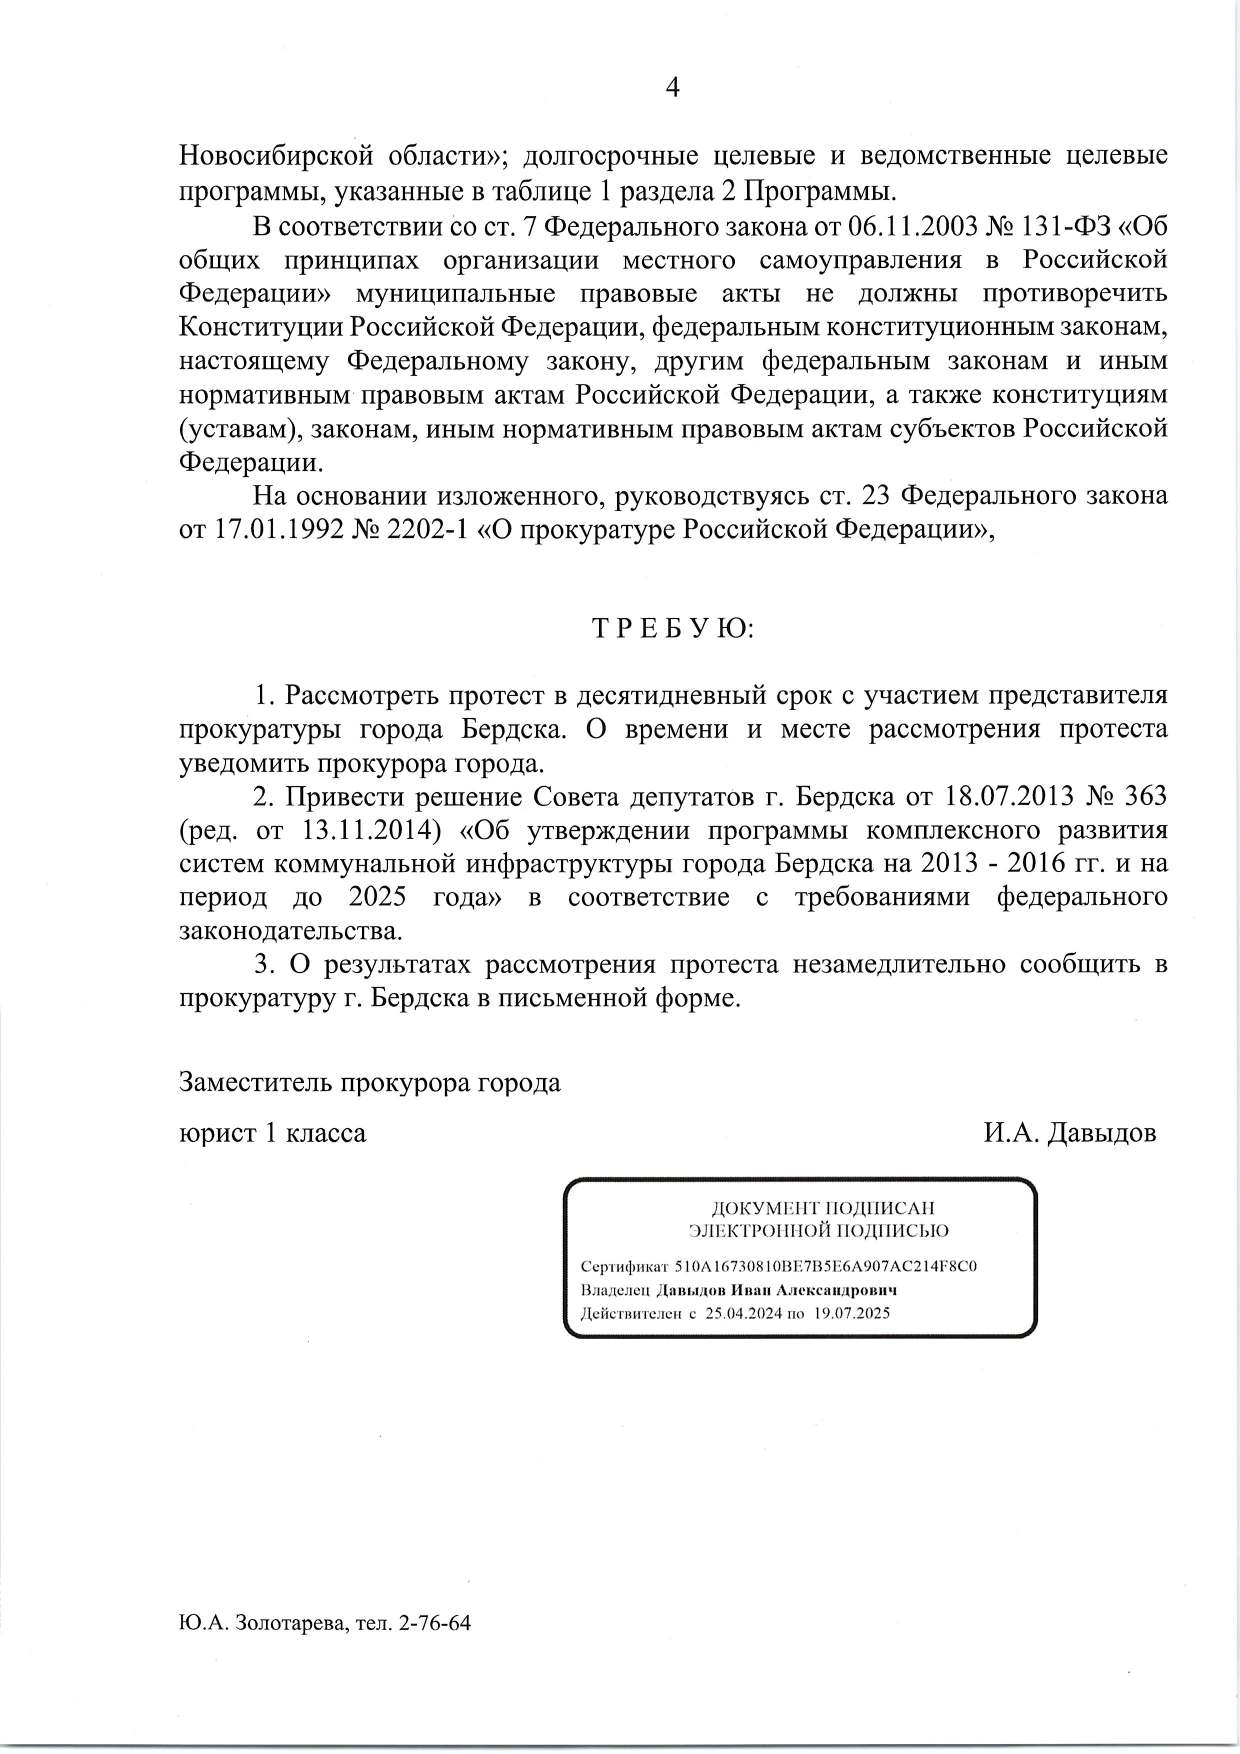 4
Новосибирской области»; долгосрочные целевые и ведомственные целевые
программы, указанные в таблице 1 раздела 2 Программы.
В соответствии со ст. 7 Федерального закона от 06.11.2003 № 131-ФЗ «Об
общих принципах организации местного самоуправления в Российской
Федерации» муниципальные правовые акты не должны противоречить
Конституции Российской Федерации, федеральным конституционным законам,
настоящему Федеральному закону, другим федеральным законам и иным
нормативным правовым актам Российской Федерации, а также конституциям
(уставам), законам, иным нормативным правовым актам субъектов Российской
Федерации.
На основании изложенного, руководствуясь ст. 23 Федерального закона
от 17.01.1992 № 2202-1 «О прокуратуре Российской Федерации»,
Т Р Е Б У Ю:
1. Рассмотреть протест в десятидневный срок с участием представителя
прокуратуры города Бердска. О времени и месте рассмотрения протеста
уведомить прокурора города.
2. Привести решение Совета депутатов г. Бердска от 18.07.2013 № 363
(ред. от 13.11.2014) «Об утверждении программы комплексного развития
систем коммунальной инфраструктуры города Бердска на 2013 - 2016 гг. и на
период до 2025 года» в соответствие с требованиями федерального
законодательства.
3. О результатах рассмотрения протеста незамедлительно сообщить в
прокуратуру г. Бердска в письменной форме.
Заместитель прокурора города
юрист 1 класса И.А. Давыдов
ДОКУМЕНТ ПОДПИСАН
ЭЛЕКТРОННОЙ ПОДПИСЬЮ
Сертификат 510A16730810BE7B5E6A907AC214F8C0
Владелец Давыдов Иван Александрович
Действителен с 25.04.2024 по 19.07.2025
Ю.А. Золотарева, тел. 2-76-64